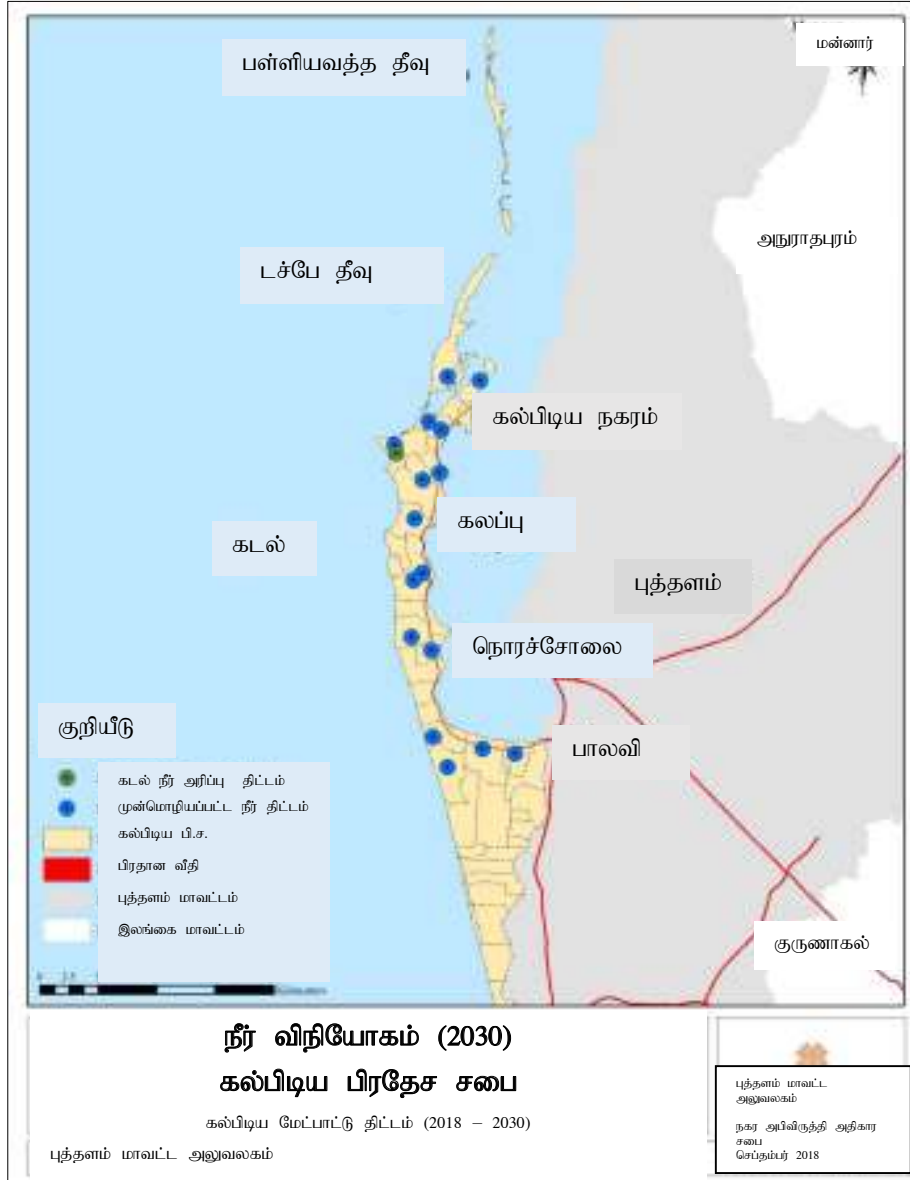 மன்னார்
பள்ளியவத்த தீவு
அநுராதபுரம்
டச்பே தீவு
கல்பிடிய நகரம்
கலப்பு
கடல்
புத்தளம்
நொரச்சோலை
குறியீடு
பாலவி
கடல் நீர் அரிப்பு திட்டம்
முன்மொழியப்பட்ட நீர் திட்டம்
கல்பிடிய பி.ச.
பிரதான வீதி
புத்தளம் மாவட்டம்
இலங்கை மாவட்டம்
குருணாகல்
நீர் விநியோகம் (2030)
கல்பிடிய பிரதேச சபை
கல்பிடிய மேட்பாட்டு திட்டம் (2018 – 2030)
புத்தளம் மாவட்ட அலுவலகம்
புத்தளம் மாவட்ட
அலுவலகம்
நகர அபிவிருத்தி அதிகார
சபை
செப்தம்பர் 2018